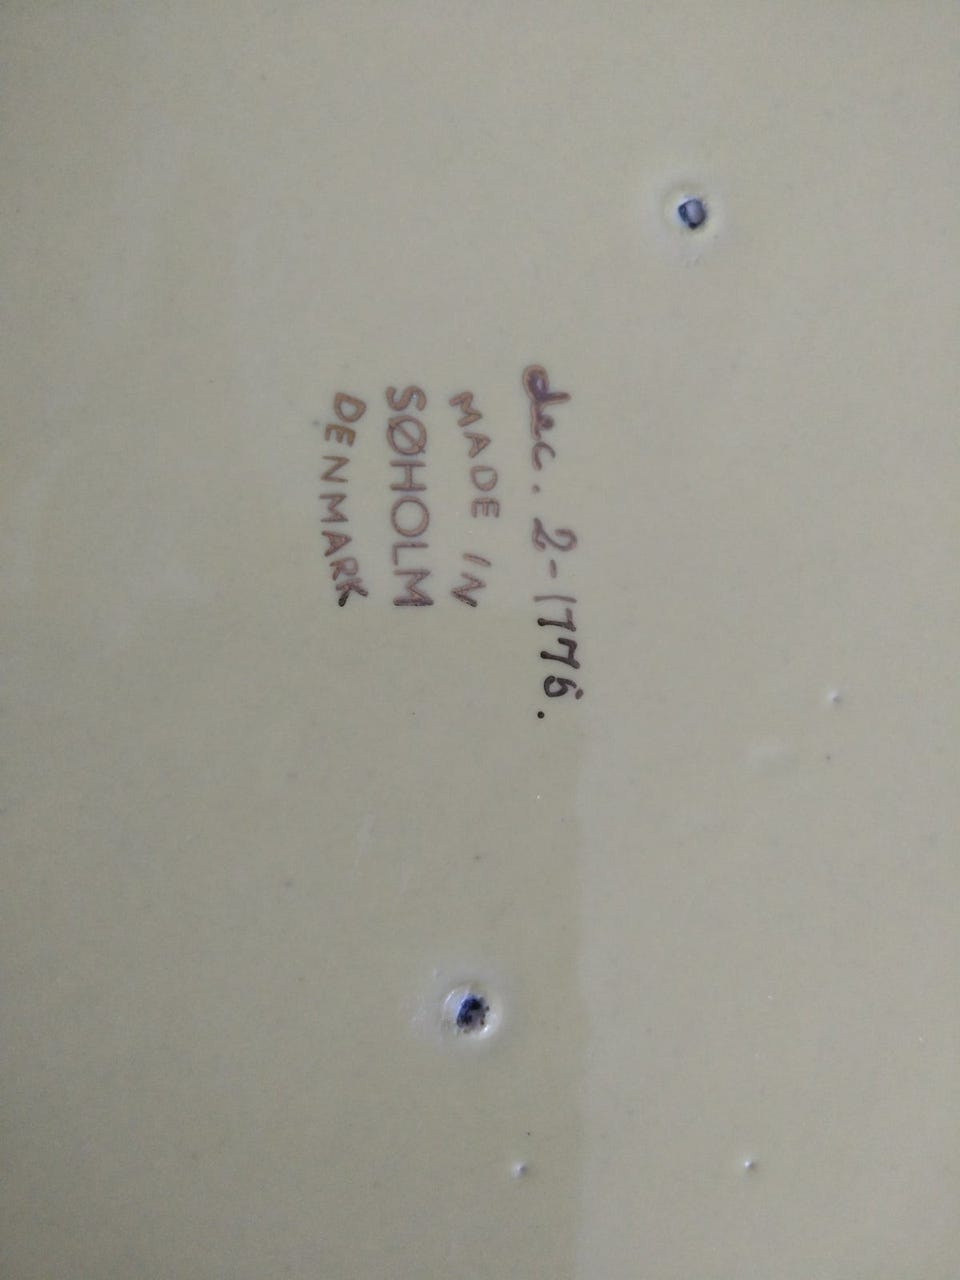 dec. 2-1776.
MADE IN
SØHOLM
DENMARK